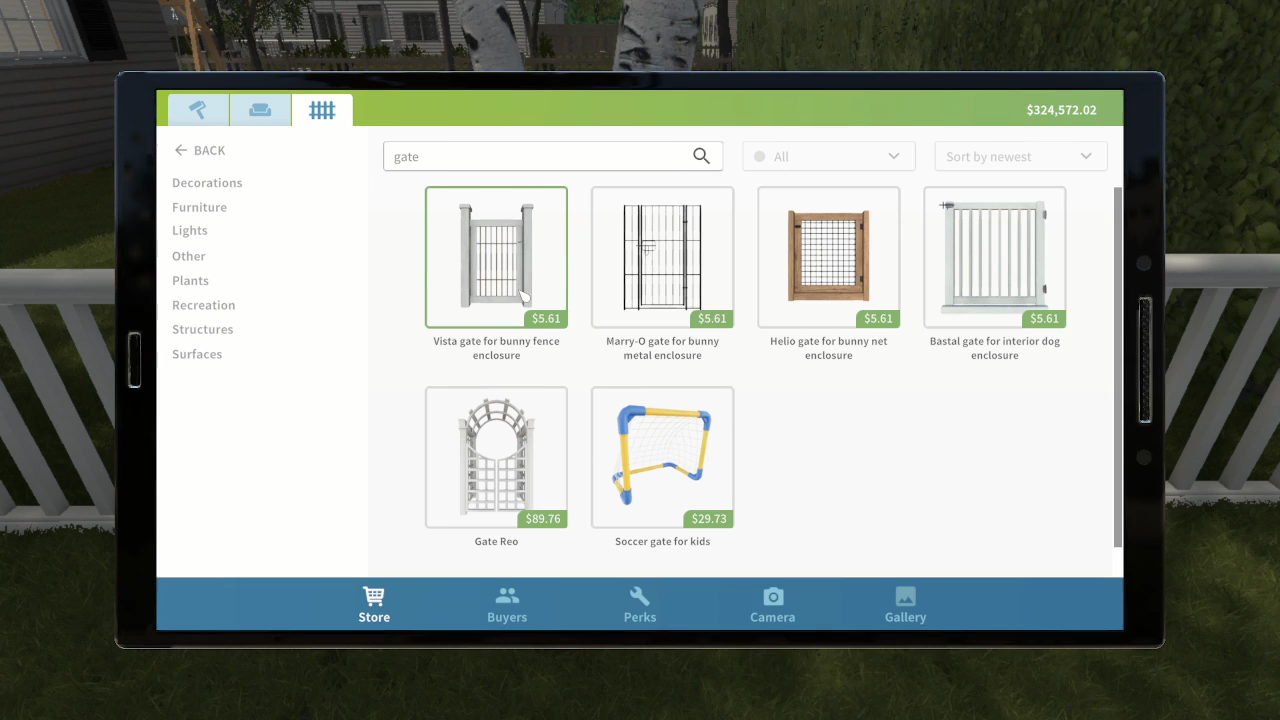 $324,572.02
BACK
gate
All
Sort by newest
Decorations
Furniture
Lights
Other
Plants
Recreation
Structures
Surfaces
$5.61
$5.61
$5.61
$5.61
Vista gate for bunny fence
enclosure
Marry-O gate for bunny
metal enclosure
Helio gate for bunny net
enclosure
Bastal gate for interior dog
enclosure
$89.76
$29.73
Gate Reo
Soccer gate for kids
Store
Buyers
Perks
Camera
Gallery